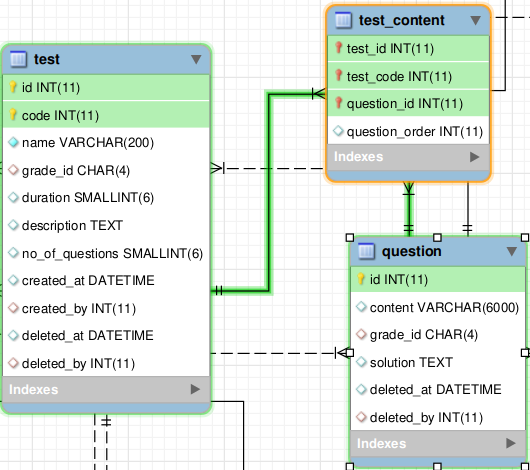 test
id INT(11)
code INT(11)
name VARCHAR(200)
grade_id CHAR(4)
duration SMALLINT(6)
description TEXT
no_of_questions SMALLINT(6)
created_at DATETIME
created_by INT(11)
deleted_at DATETIME
deleted_by INT(11)
Indexes
test_content
test_id INT(11)
test_code INT(11)
question_id INT(11)
question_order INT(11)
Indexes
question
id INT(11)
content VARCHAR(6000)
grade_id CHAR(4)
solution TEXT
deleted_at DATETIME
deleted_by INT(11)
Indexes